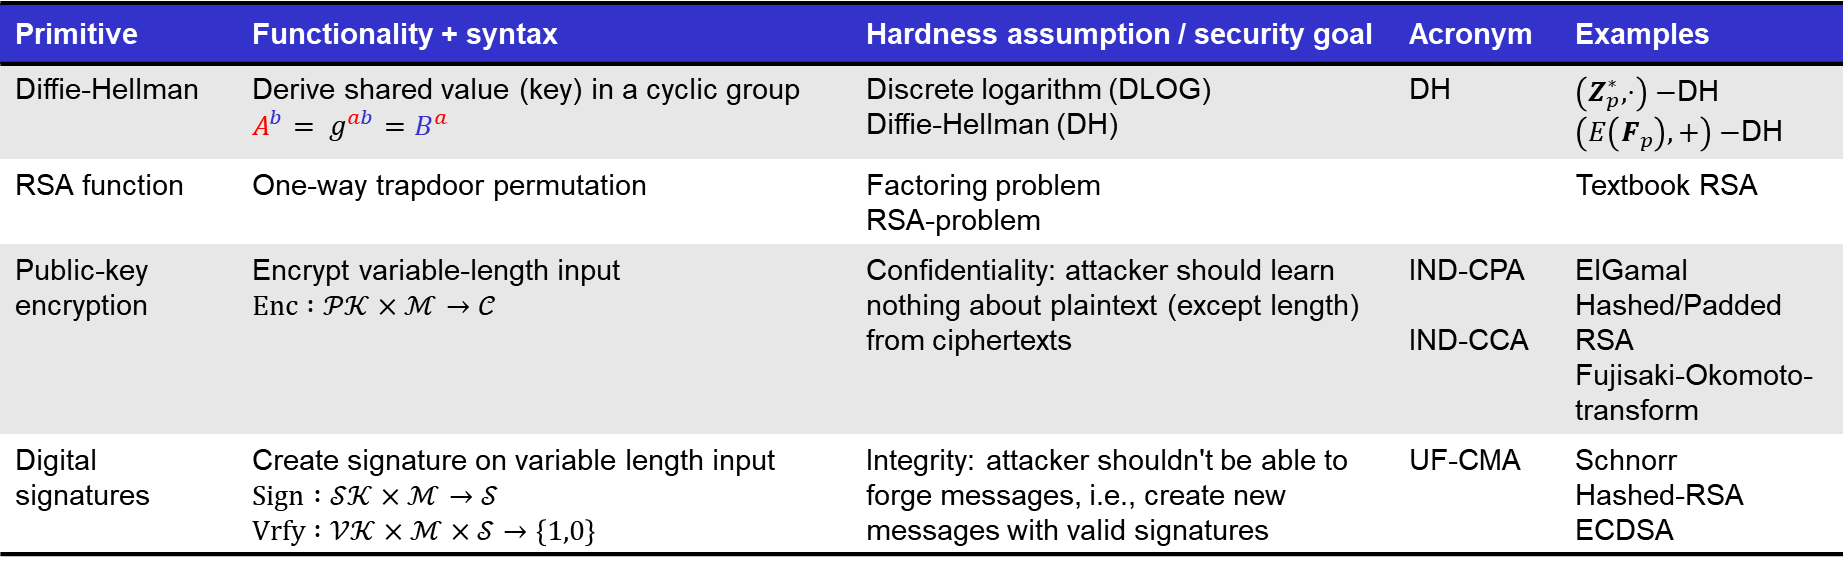 Primitive Functionality + syntax Hardness assumption / security goal Acronym Examples
Diffie-Hellman Derive shared value (key) in a cyclic group Discrete logarithm (DLOG) DH (𝒁*ₚ,·) −DH
Aᵇ = gᵃᵇ = Bᵃ Diffie-Hellman (DH) (E(𝑭ₚ), +) −DH
RSA function One-way trapdoor permutation Factoring problem Textbook RSA
RSA-problem
Public-key Encrypt variable-length input Confidentiality: attacker should learn IND-CPA ElGamal
encryption Enc : 𝒫𝒦 × ℳ → 𝒞 nothing about plaintext (except length) Hashed/Padded
from ciphertexts IND-CCA RSA
Fujisaki-Okomoto-
transform
Digital Create signature on variable length input Integrity: attacker shouldn't be able to UF-CMA Schnorr
signatures Sign : 𝒮𝒦 × ℳ → 𝒮 forge messages, i.e., create new Hashed-RSA
Vrfy : 𝒱𝒦 × ℳ × 𝒮 → {1,0} messages with valid signatures ECDSA